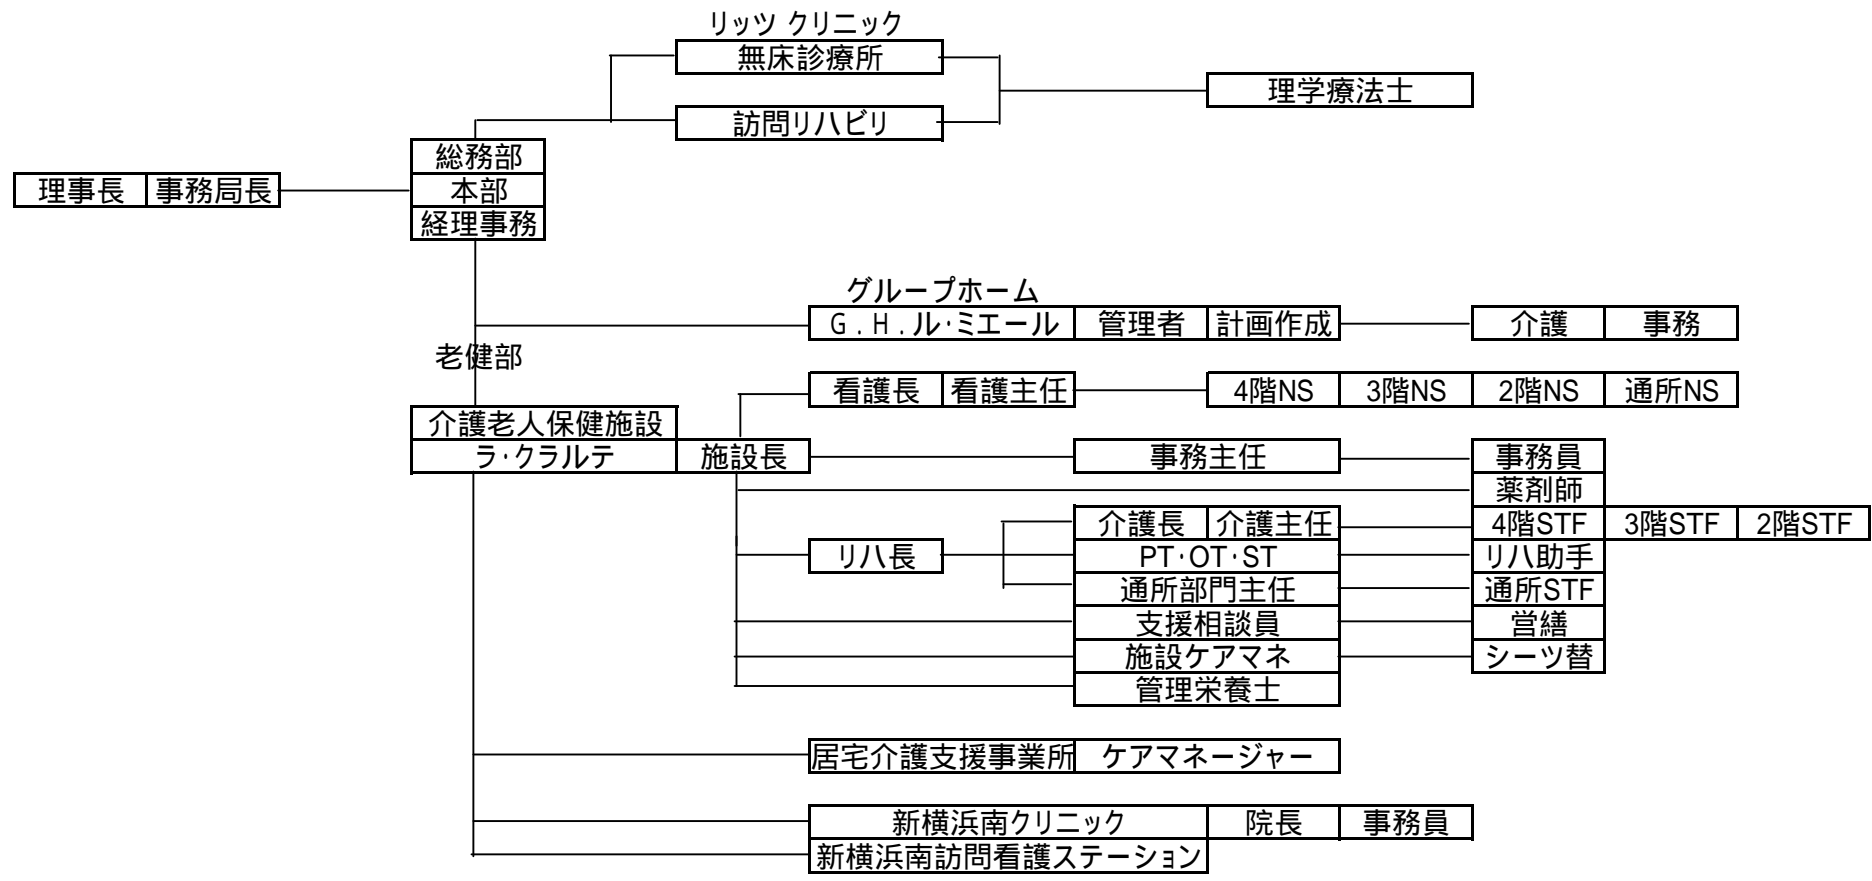 リッツ クリニック
無床診療所
理学療法士
訪問リハビリ
総務部
理事長 事務局長 本部
経理事務
グループホーム
G.H.ル・ミエール 管理者 計画作成 介護 事務
老健部
看護長 看護主任 4階NS 3階NS 2階NS 通所NS
介護老人保健施設
ラ・クラルテ 施設長 事務主任 事務員
薬剤師
介護長 介護主任 4階STF 3階STF 2階STF
リハ長 PT・OT・ST リハ助手
通所部門主任 通所STF
支援相談員 営繕
施設ケアマネ シーツ替
管理栄養士
居宅介護支援事業所 ケアマネージャー
新横浜南クリニック 院長 事務員
新横浜南訪問看護ステーション